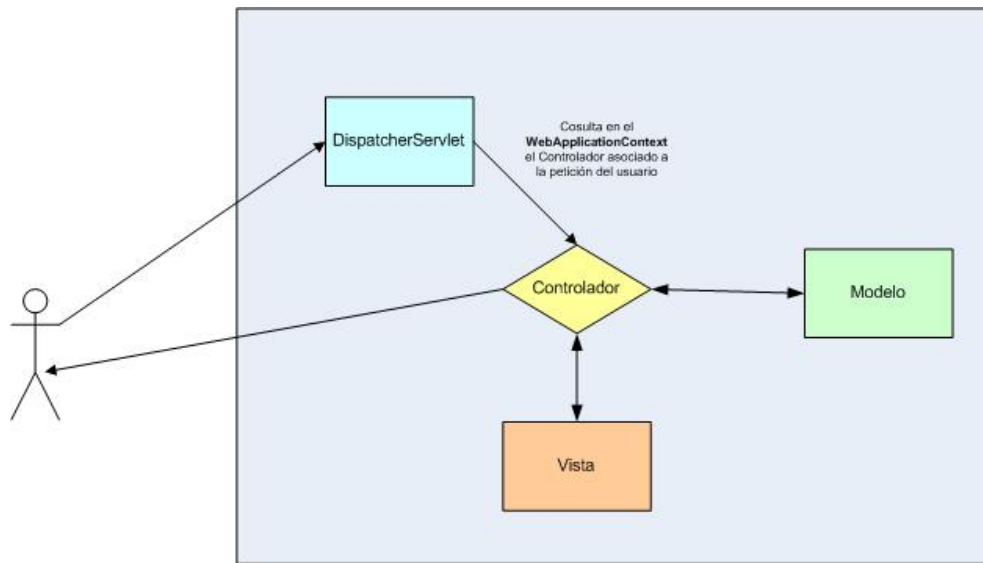 DispatcherServlet
Cosulta en el
WebApplicationContext
el Controlador asociado a
la petición del usuario
Controlador
Modelo
Vista